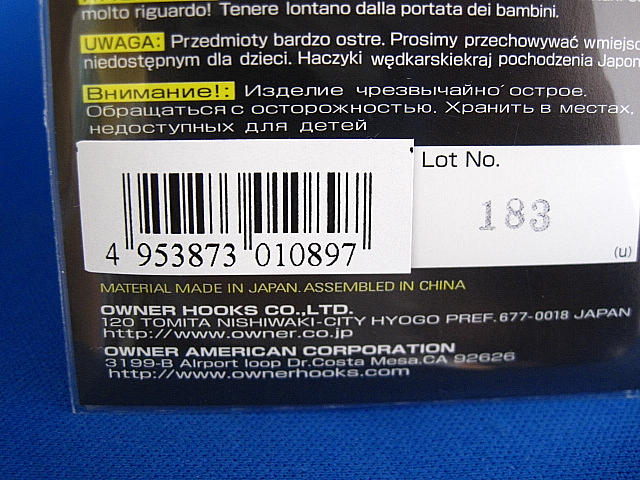 molto riguardo! Tenere lontano dalla portata dei bambini.
UWAGA: Przedmioty bardzo ostre. Prosimy przechowywać w miejsc
niedostępnym dla dzieci. Haczyki wędkarskie kraj pochodzenia Japon
Внимание!: Изделие чрезвычайно острое.
Обращаться с осторожностью. Хранить в местах,
недоступных для детей
Lot No.
183
(u)
4 953873 010897
MATERIAL MADE IN JAPAN. ASSEMBLED IN CHINA
OWNER HOOKS CO.,LTD.
120 TOMITA NISHIWAKI-CITY HYOGO PREF. 677-0018 JAPAN
http://www.owner.co.jp
OWNER AMERICAN CORPORATION
3199-B Airport loop Dr.Costa Mesa.CA 92626
http://www.ownerhooks.com